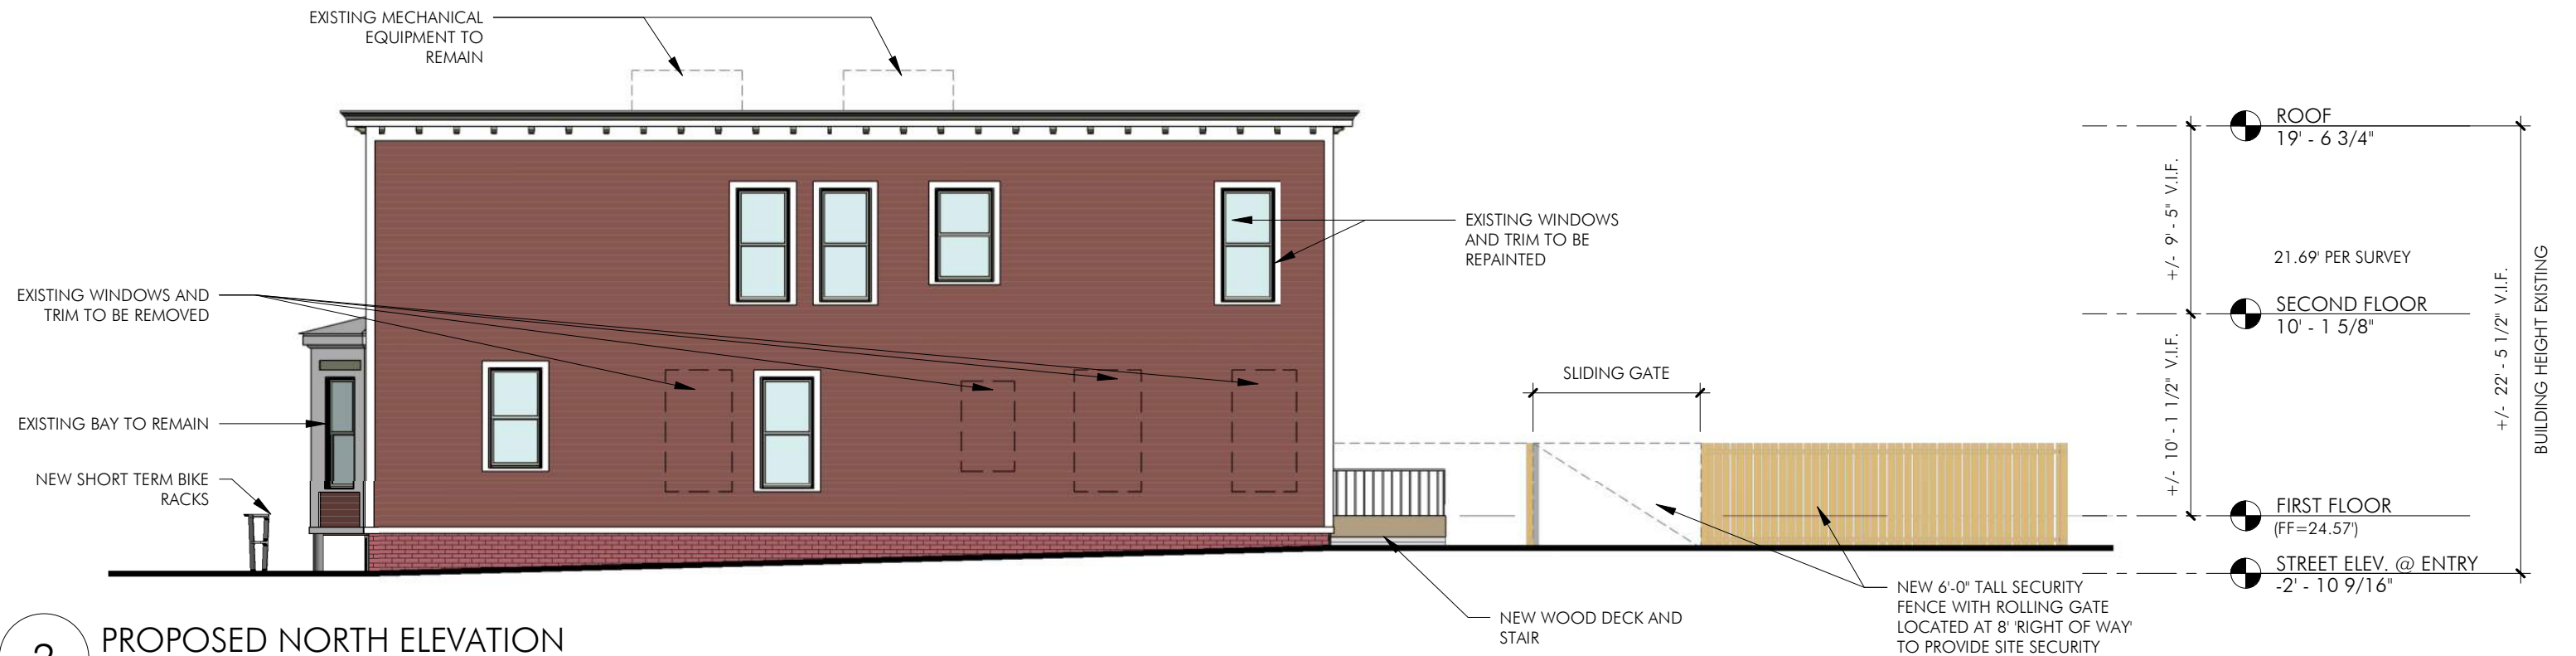 EXISTING MECHANICAL
EQUIPMENT TO
REMAIN
EXISTING WINDOWS AND
TRIM TO BE REMOVED
EXISTING BAY TO REMAIN
NEW SHORT TERM BIKE
RACKS
EXISTING WINDOWS
AND TRIM TO BE
REPAINTED
SLIDING GATE
NEW WOOD DECK AND
STAIR
NEW 6'-0" TALL SECURITY
FENCE WITH ROLLING GATE
LOCATED AT 8' 'RIGHT OF WAY'
TO PROVIDE SITE SECURITY
+/- 9' - 5" V.I.F.
+/- 10' - 1 1/2" V.I.F.
ROOF
19' - 6 3/4"
21.69' PER SURVEY
SECOND FLOOR
10' - 1 5/8"
FIRST FLOOR
(FF=24.57')
STREET ELEV. @ ENTRY
-2' - 10 9/16"
+/- 22' - 5 1/2" V.I.F.
BUILDING HEIGHT EXISTING
PROPOSED NORTH ELEVATION